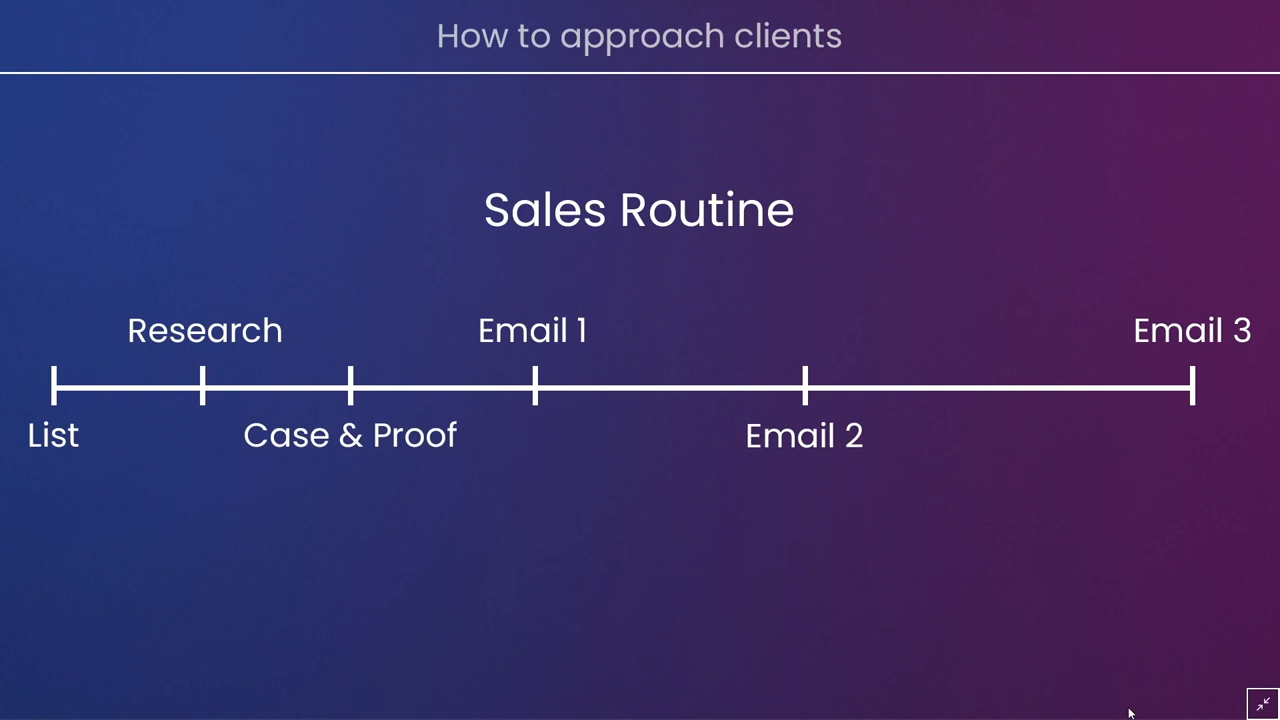 How to approach clients
Sales Routine
Research
Email 1
Email 3
List
Case & Proof
Email 2